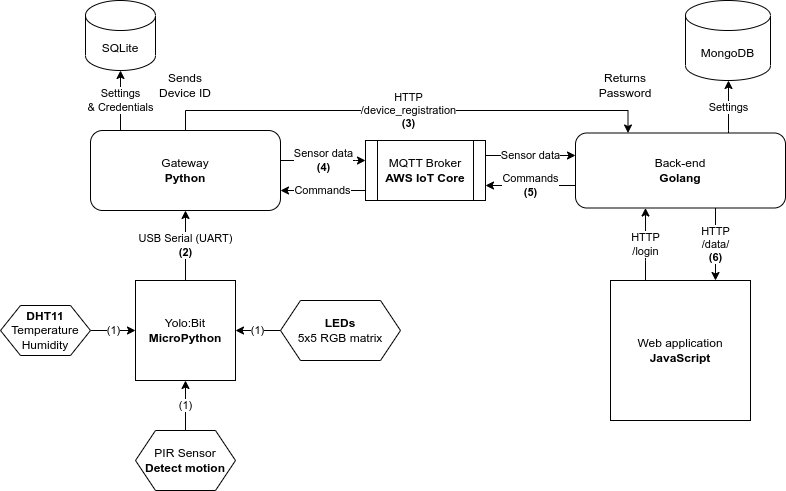 SQLite
MongoDB
Settings
& Credentials
Sends
Device ID
HTTP
/device_registration
(3)
Returns
Password
Settings
Gateway
Python
Sensor data
(4)
Commands
MQTT Broker
AWS IoT Core
Sensor data
Commands
(5)
Back-end
Golang
USB Serial (UART)
(2)
HTTP
/login
HTTP
/data/
(6)
DHT11
Temperature
Humidity
(1)
Yolo:Bit
MicroPython
(1)
LEDs
5x5 RGB matrix
Web application
JavaScript
(1)
PIR Sensor
Detect motion